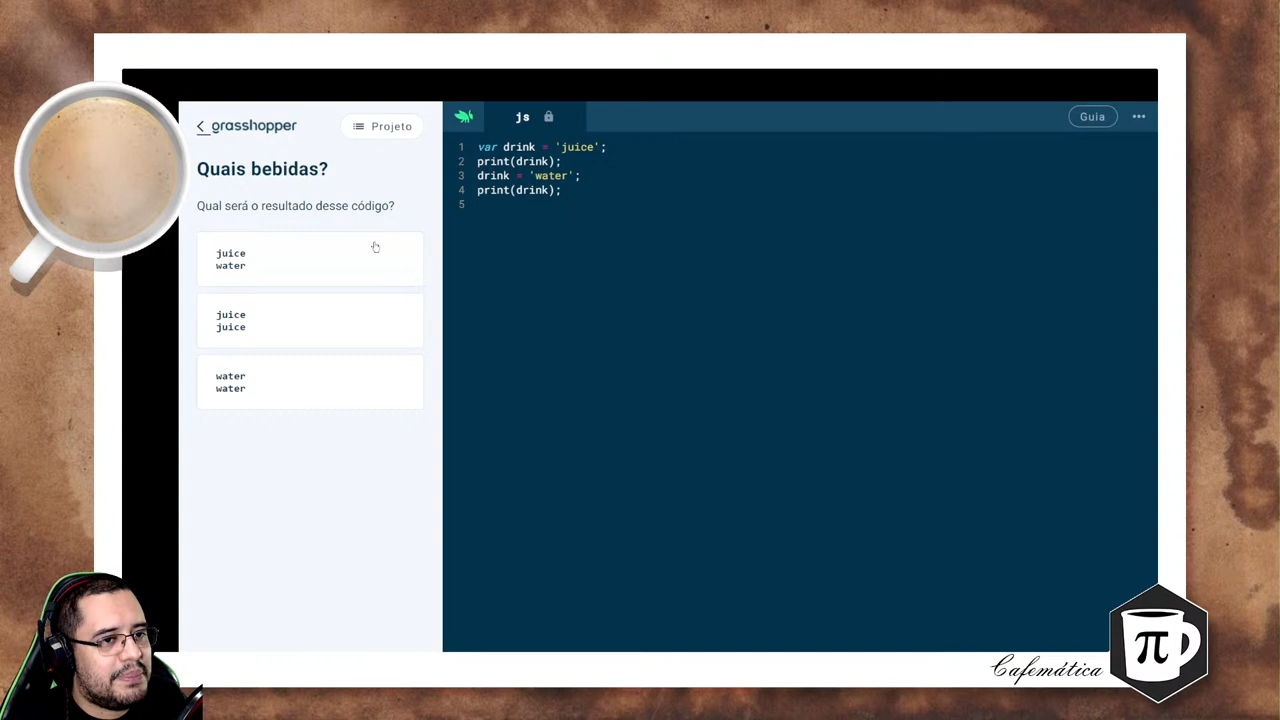 grasshopper
Projeto
Quais bebidas?
Qual será o resultado desse código?
juice
water
juice
juice
water
water
js
Guia
1 var drink = 'juice';
2 print(drink);
3 drink = 'water';
4 print(drink);
5
Cafemática
π